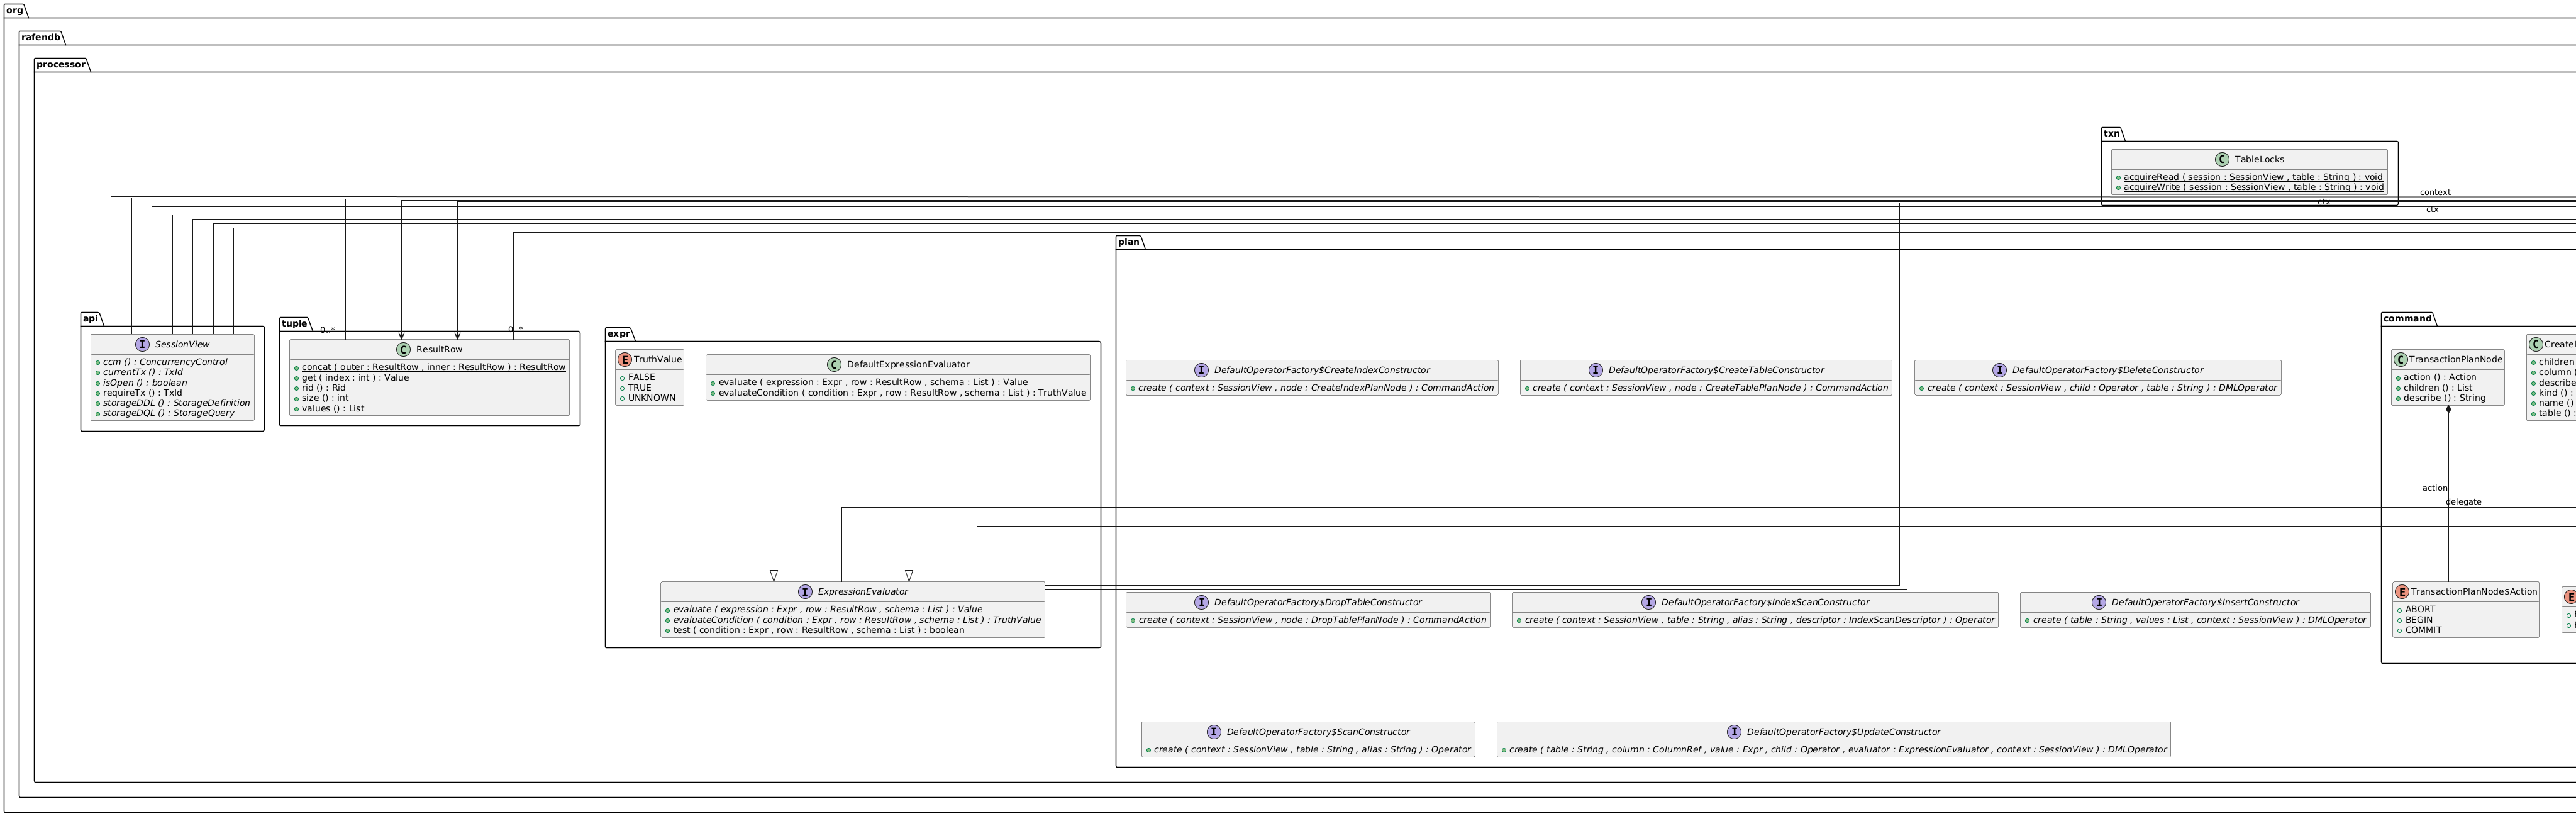 org
rafendb
processor
txn
TableLocks
acquireRead ( session : SessionView , table : String ) : void
acquireWrite ( session : SessionView , table : String ) : void
context
ctx
ctx
plan
api
SessionView
ccm () : ConcurrencyControl
currentTx () : TxId
isOpen () : boolean
requireTx () : TxId
storageDDL () : StorageDefinition
storageDQL () : StorageQuery
tuple
0..*
0..*
ResultRow
concat ( outer : ResultRow , inner : ResultRow ) : ResultRow
get ( index : int ) : Value
rid () : Rid
size () : int
values () : List
expr
TruthValue
FALSE
TRUE
UNKNOWN
DefaultExpressionEvaluator
evaluate ( expression : Expr , row : ResultRow , schema : List ) : Value
evaluateCondition ( condition : Expr , row : ResultRow , schema : List ) : TruthValue
DefaultOperatorFactory$CreateIndexConstructor
create ( context : SessionView , node : CreateIndexPlanNode ) : CommandAction
DefaultOperatorFactory$CreateTableConstructor
create ( context : SessionView , node : CreateTablePlanNode ) : CommandAction
DefaultOperatorFactory$DeleteConstructor
create ( context : SessionView , child : Operator , table : String ) : DMLOperator
command
TransactionPlanNode
action () : Action
children () : List
describe () : String
children
column (
describe
kind () :
name ()
table () :
action
delegate
ExpressionEvaluator
evaluate ( expression : Expr , row : ResultRow , schema : List ) : Value
evaluateCondition ( condition : Expr , row : ResultRow , schema : List ) : TruthValue
test ( condition : Expr , row : ResultRow , schema : List ) : boolean
DefaultOperatorFactory$DropTableConstructor
create ( context : SessionView , node : DropTablePlanNode ) : CommandAction
DefaultOperatorFactory$IndexScanConstructor
create ( context : SessionView , table : String , alias : String , descriptor : IndexScanDescriptor ) : Operator
DefaultOperatorFactory$InsertConstructor
create ( table : String , values : List , context : SessionView ) : DMLOperator
TransactionPlanNode$Action
ABORT
BEGIN
COMMIT
DefaultOperatorFactory$ScanConstructor
create ( context : SessionView , table : String , alias : String ) : Operator
DefaultOperatorFactory$UpdateConstructor
create ( table : String , column : ColumnRef , value : Expr , child : Operator , evaluator : ExpressionEvaluator , context : SessionView ) : DMLOperator